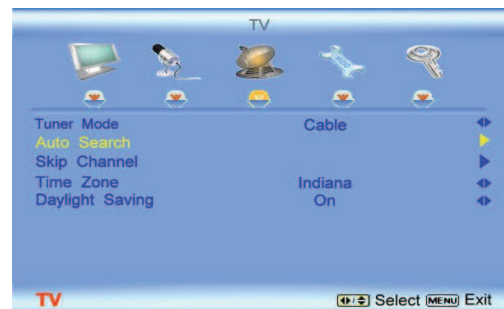 TV
Tuner Mode Cable
Auto Search
Skip Channel
Time Zone Indiana
Daylight Saving On
TV Select MENU Exit